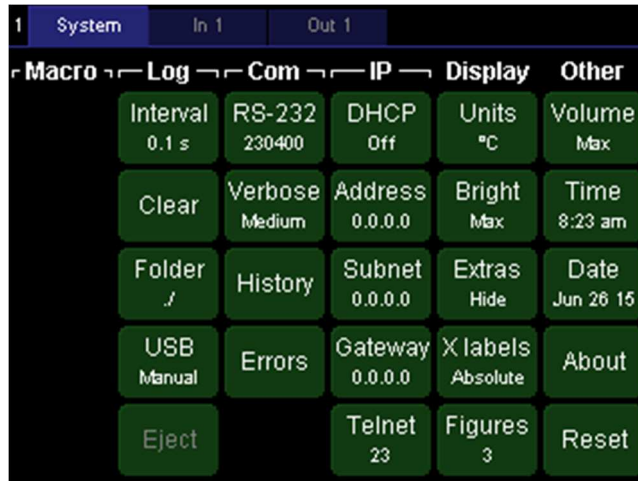 1 System In 1 Out 1
Macro Log Com IP Display Other
Interval RS-232 DHCP Units Volume
0.1 s 230400 Off °C Max
Clear Verbose Address Bright Time
Medium 0.0.0.0 Max 8:23 am
Folder History Subnet Extras Date
./ 0.0.0.0 Hide Jun 26 15
USB Errors Gateway X labels About
Manual 0.0.0.0 Absolute
Eject Telnet Figures Reset
23 3